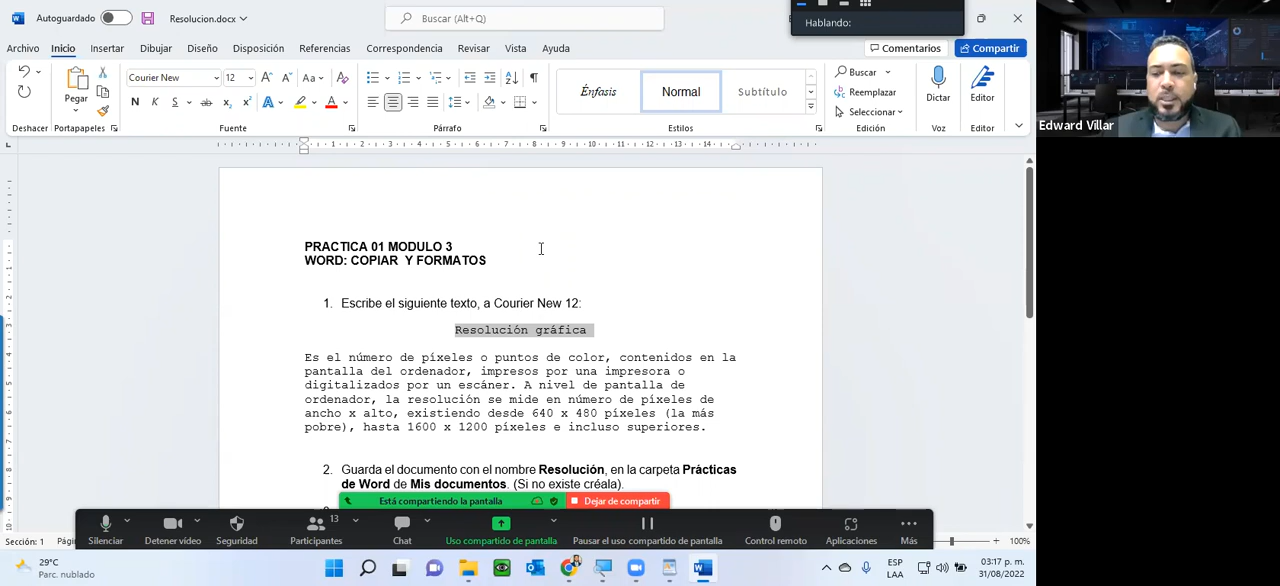 Autoguardado
Resolucion.docx
Buscar (Alt+Q)
Hablando:
Edward Villar
Archivo Inicio Insertar Dibujar Diseño Disposición Referencias Correspondencia Revisar Vista Ayuda
Comentarios Compartir
Courier New 12
Pegar
Énfasis Normal Subtítulo
Buscar
Reemplazar
Seleccionar
Dictar Editor
Deshacer Portapapeles Fuente Párrafo Estilos Edición Voz Editor
PRACTICA 01 MODULO 3
WORD: COPIAR Y FORMATOS
1. Escribe el siguiente texto, a Courier New 12:
Resolución gráfica
Es el número de píxeles o puntos de color, contenidos en la
pantalla del ordenador, impresos por una impresora o
digitalizados por un escáner. A nivel de pantalla de
ordenador, la resolución se mide en número de píxeles de
ancho x alto, existiendo desde 640 x 480 píxeles (la más
pobre), hasta 1600 x 1200 píxeles e incluso superiores.
2. Guarda el documento con el nombre Resolución, en la carpeta Prácticas
de Word de Mis documentos. (Si no existe créala).
Está compartiendo la pantalla Dejar de compartir
13
Silenciar Detener video Seguridad Participantes Chat Uso compartido de pantalla Pausar el uso compartido de pantalla Control remoto Aplicaciones Más
Sección: 1
100%
29°C
Parc. nublado
ESP
LAA
03:17 p. m.
31/08/2022